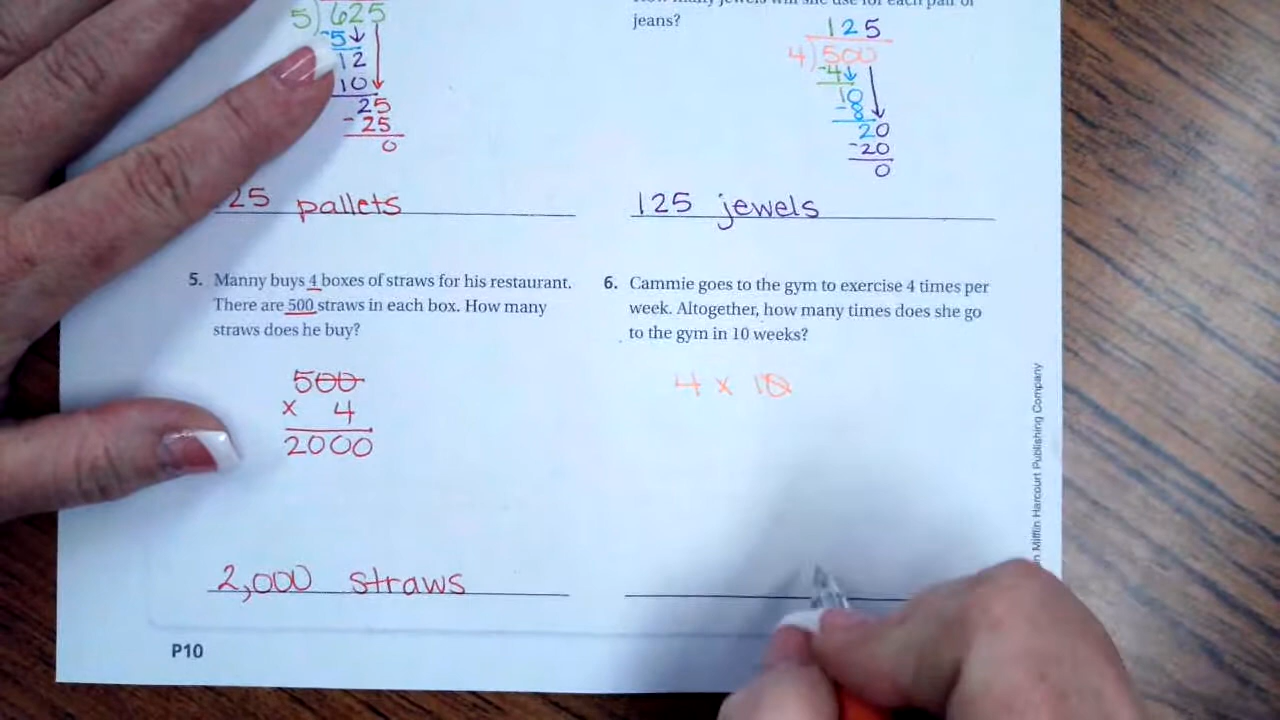 jeans?
5)625
-5
12
10
25
-25
0
25 pallets
125
4)500
-4
10
-8
20
-20
0
125 jewels
5. Manny buys 4 boxes of straws for his restaurant.
There are 500 straws in each box. How many
straws does he buy?
500
x 4
2000
2,000 straws
6. Cammie goes to the gym to exercise 4 times per
week. Altogether, how many times does she go
to the gym in 10 weeks?
4 x 10
P10
Mifflin Harcourt Publishing Company